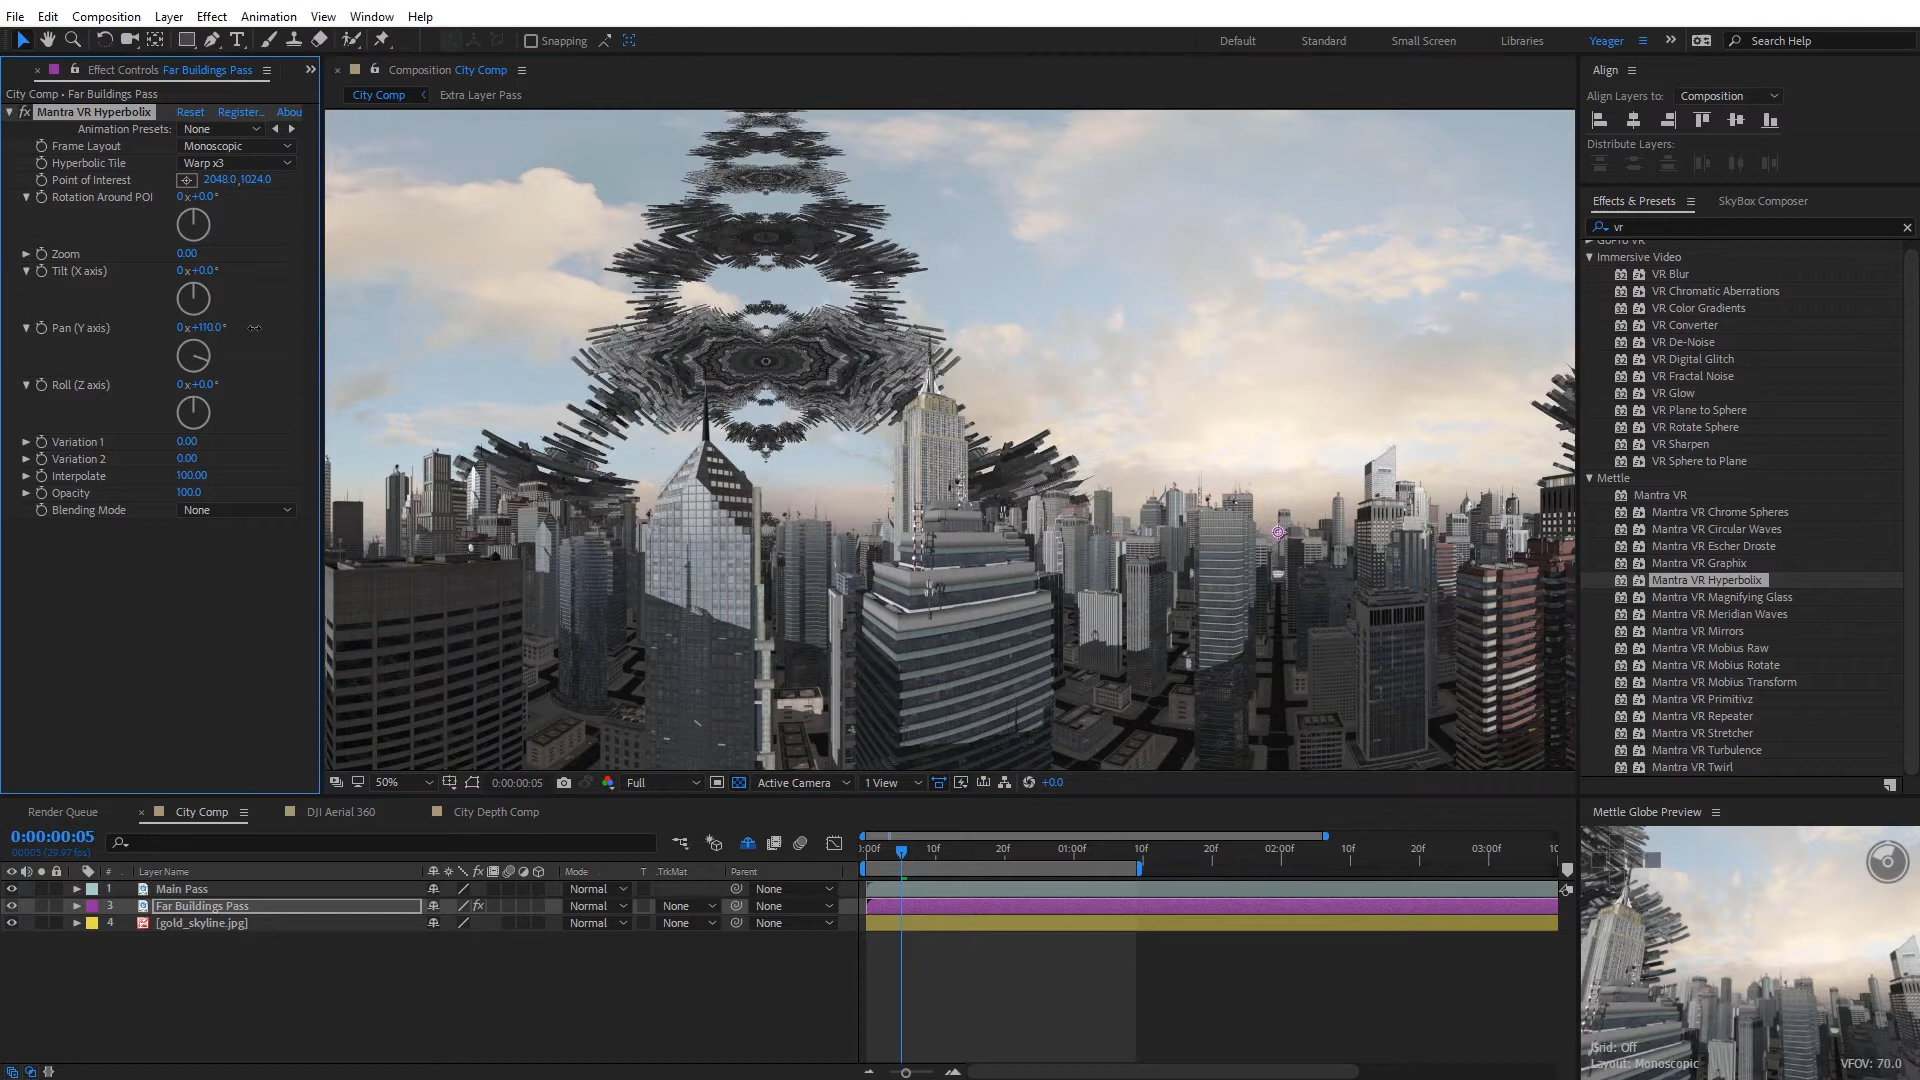 File Edit Composition Layer Effect Animation View Window Help
Snapping
Default Standard Small Screen Libraries Yeager Search Help
Effect Controls Far Buildings Pass
City Comp • Far Buildings Pass
fx Mantra VR Hyperbolix Reset Register... Abou
Animation Presets: None
Frame Layout Monoscopic
Hyperbolic Tile Warp x3
Point of Interest 2048.0,1024.0
Rotation Around POI 0x+0.0°
Zoom 0.00
Tilt (X axis) 0x+0.0°
Pan (Y axis) 0x+110.0°
Roll (Z axis) 0x+0.0°
Variation 1 0.00
Variation 2 0.00
Interpolate 100.00
Opacity 100.0
Blending Mode None
Composition City Comp
City Comp Extra Layer Pass
50% 0:00:00:05 Full Active Camera 1 View +0.0
Align
Align Layers to: Composition
Distribute Layers:
Effects & Presets SkyBox Composer
vr
GoPro VR
Immersive Video
VR Blur
VR Chromatic Aberrations
VR Color Gradients
VR Converter
VR De-Noise
VR Digital Glitch
VR Fractal Noise
VR Glow
VR Plane to Sphere
VR Rotate Sphere
VR Sharpen
VR Sphere to Plane
Mettle
Mantra VR
Mantra VR Chrome Spheres
Mantra VR Circular Waves
Mantra VR Escher Droste
Mantra VR Graphix
Mantra VR Hyperbolix
Mantra VR Magnifying Glass
Mantra VR Meridian Waves
Mantra VR Mirrors
Mantra VR Mobius Raw
Mantra VR Mobius Rotate
Mantra VR Mobius Transform
Mantra VR Primitivz
Mantra VR Repeater
Mantra VR Stretcher
Mantra VR Turbulence
Mantra VR Twirl
Render Queue City Comp DJI Aerial 360 City Depth Comp
0:00:00:05
00005 (29.97 fps)
# Layer Name fx Mode T .TrkMat Parent
1 Main Pass Normal None
3 Far Buildings Pass fx Normal None None
4 [gold_skyline.jpg] Normal None None
):00f 10f 20f 01:00f 10f 20f 02:00f 10f 20f 03:00f 10
Mettle Globe Preview
Grid: Off
Layout: Monoscopic VFOV: 70.0